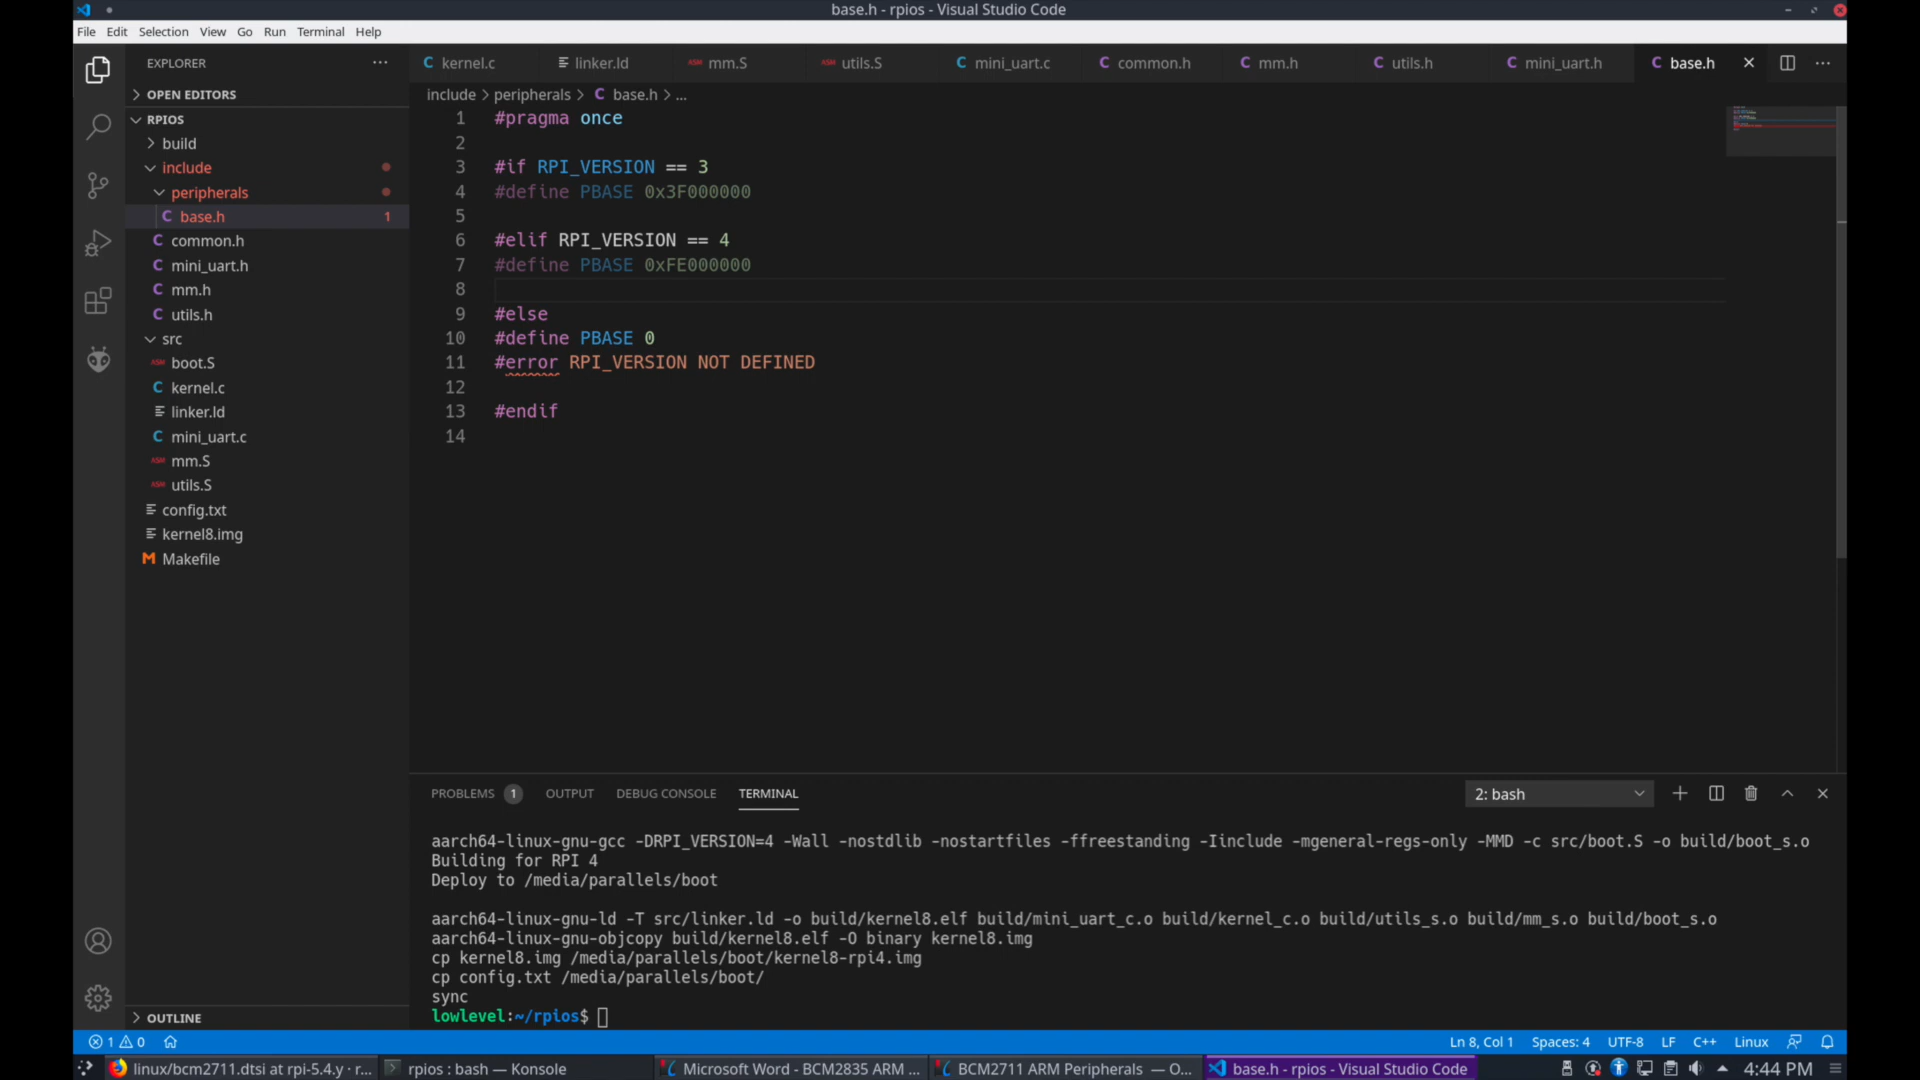 base.h - rpios - Visual Studio Code
File Edit Selection View Go Run Terminal Help
EXPLORER
kernel.c linker.ld mm.S utils.S mini_uart.c common.h mm.h utils.h mini_uart.h base.h
OPEN EDITORS
include > peripherals > C base.h > ...
RPIOS
build
include
peripherals
C base.h 1
C common.h
C mini_uart.h
C mm.h
C utils.h
src
ASM boot.S
C kernel.c
linker.ld
C mini_uart.c
ASM mm.S
ASM utils.S
config.txt
kernel8.img
M Makefile
OUTLINE
1 #pragma once
2
3 #if RPI_VERSION == 3
4 #define PBASE 0x3F000000
5
6 #elif RPI_VERSION == 4
7 #define PBASE 0xFE000000
8
9 #else
10 #define PBASE 0
11 #error RPI_VERSION NOT DEFINED
12
13 #endif
14
PROBLEMS 1 OUTPUT DEBUG CONSOLE TERMINAL 2: bash
aarch64-linux-gnu-gcc -DRPI_VERSION=4 -Wall -nostdlib -nostartfiles -ffreestanding -Iinclude -mgeneral-regs-only -MMD -c src/boot.S -o build/boot_s.o
Building for RPI 4
Deploy to /media/parallels/boot
aarch64-linux-gnu-ld -T src/linker.ld -o build/kernel8.elf build/mini_uart_c.o build/kernel_c.o build/utils_s.o build/mm_s.o build/boot_s.o
aarch64-linux-gnu-objcopy build/kernel8.elf -O binary kernel8.img
cp kernel8.img /media/parallels/boot/kernel8-rpi4.img
cp config.txt /media/parallels/boot/
sync
lowlevel:~/rpios$
1 0 Ln 8, Col 1 Spaces: 4 UTF-8 LF C++ Linux
linux/bcm2711.dtsi at rpi-5.4.y · r... rpios : bash — Konsole Microsoft Word - BCM2835 ARM ... BCM2711 ARM Peripherals — O... base.h - rpios - Visual Studio Code 4:44 PM